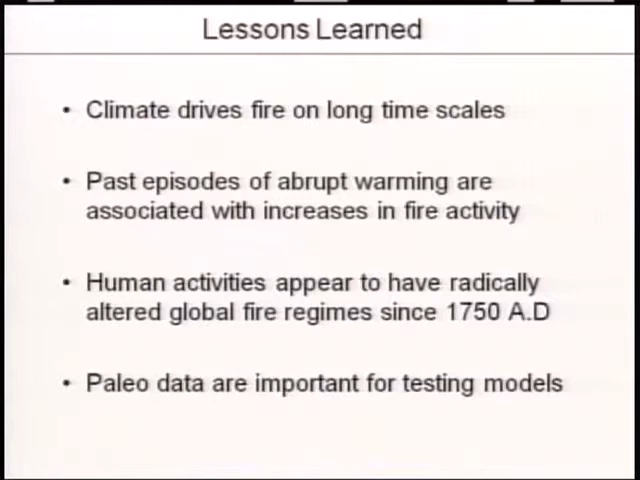 Lessons Learned
• Climate drives fire on long time scales
• Past episodes of abrupt warming are
associated with increases in fire activity
• Human activities appear to have radically
altered global fire regimes since 1750 A.D
• Paleo data are important for testing models